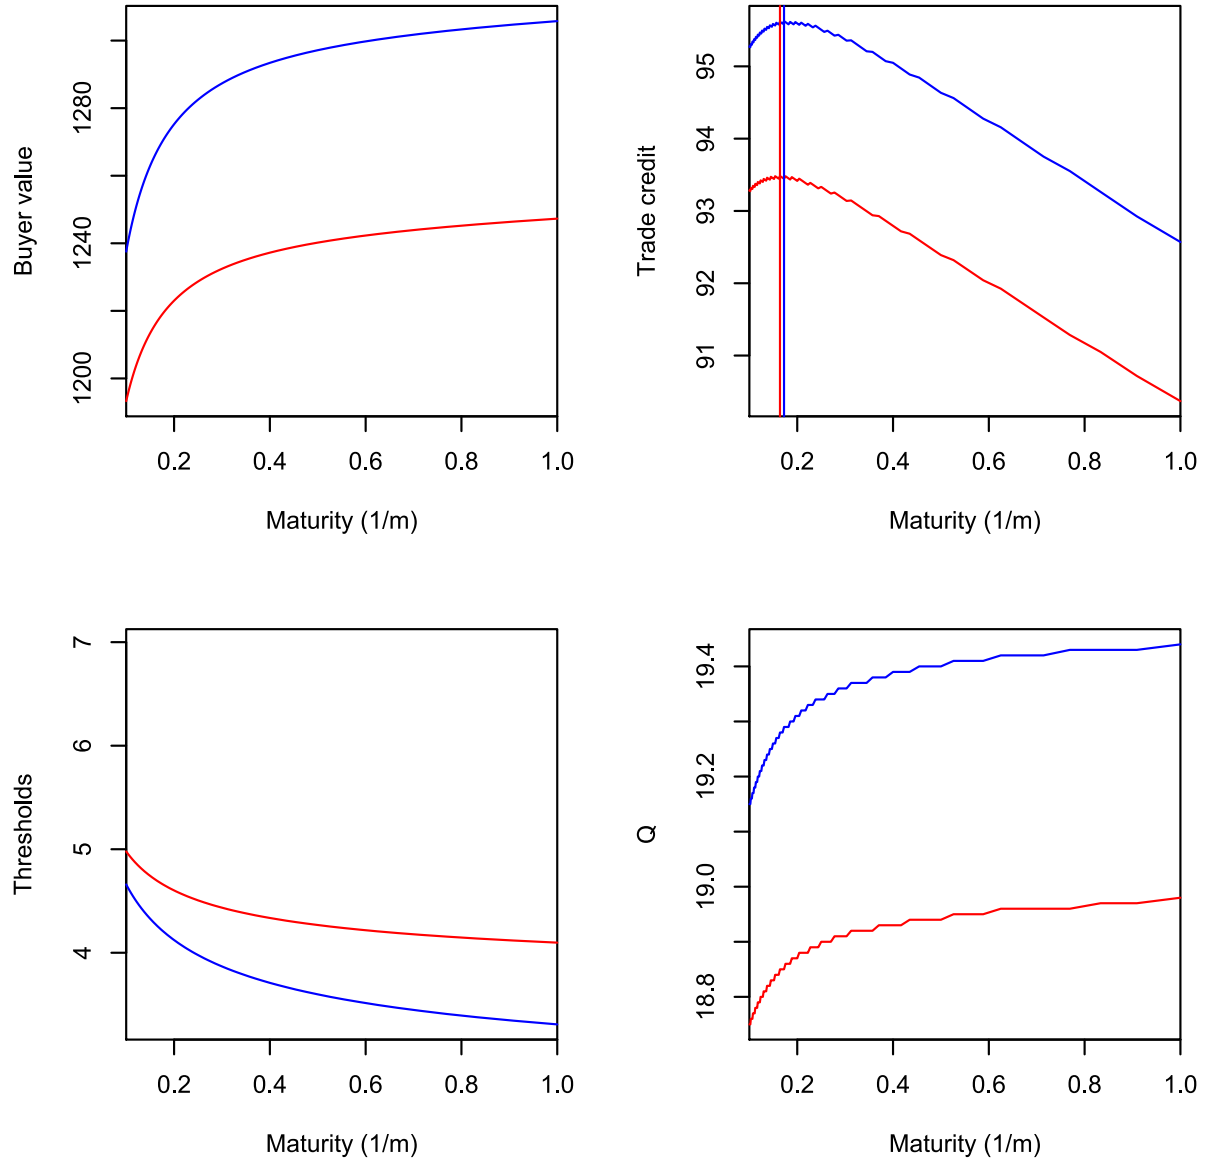 Buyer value
1200
1240
1280
0.2 0.4 0.6 0.8 1.0
Maturity (1/m)
Trade credit
91
92
93
94
95
0.2 0.4 0.6 0.8 1.0
Maturity (1/m)
Thresholds
4
5
6
7
0.2 0.4 0.6 0.8 1.0
Maturity (1/m)
Q
18.8
19.0
19.2
19.4
0.2 0.4 0.6 0.8 1.0
Maturity (1/m)